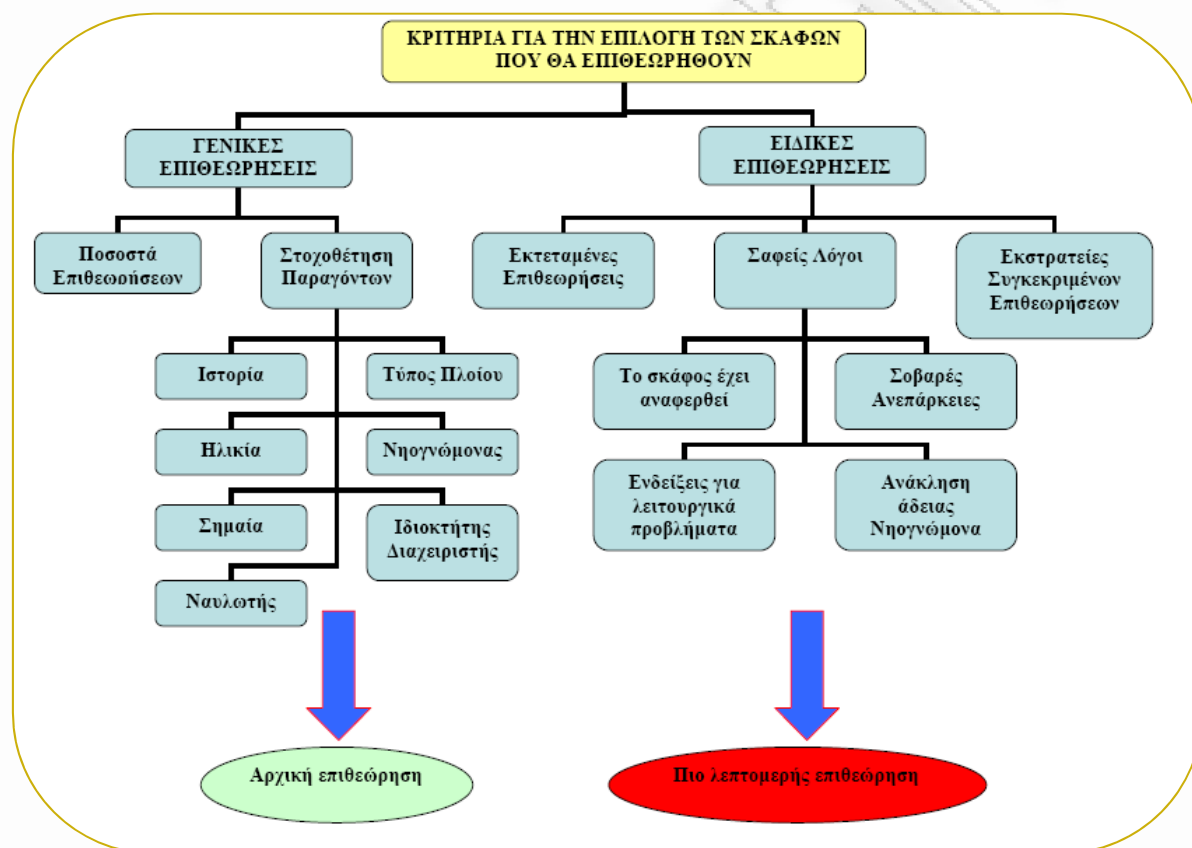 ΚΡΙΤΗΡΙΑ ΓΙΑ ΤΗΝ ΕΠΙΛΟΓΗ ΤΩΝ ΣΚΑΦΩΝ
ΠΟΥ ΘΑ ΕΠΙΘΕΩΡΗΘΟΥΝ
ΓΕΝΙΚΕΣ
ΕΠΙΘΕΩΡΗΣΕΙΣ
ΕΙΔΙΚΕΣ
ΕΠΙΘΕΩΡΗΣΕΙΣ
Ποσοστά
Επιθεωρήσεων
Στοχοθέτηση
Παραγόντων
Εκτεταμένες
Επιθεωρήσεις
Σαφείς Λόγοι
Εκστρατείες
Συγκεκριμένων
Επιθεωρήσεων
Ιστορία
Τύπος Πλοίου
Ηλικία
Νηογνώμονας
Σημαία
Ιδιοκτήτης
Διαχειριστής
Ναυλωτής
Το σκάφος έχει
αναφερθεί
Σοβαρές
Ανεπάρκειες
Ενδείξεις για
λειτουργικά
προβλήματα
Ανάκληση
άδειας
Νηογνώμονα
Αρχική επιθεώρηση
Πιο λεπτομερής επιθεώρηση